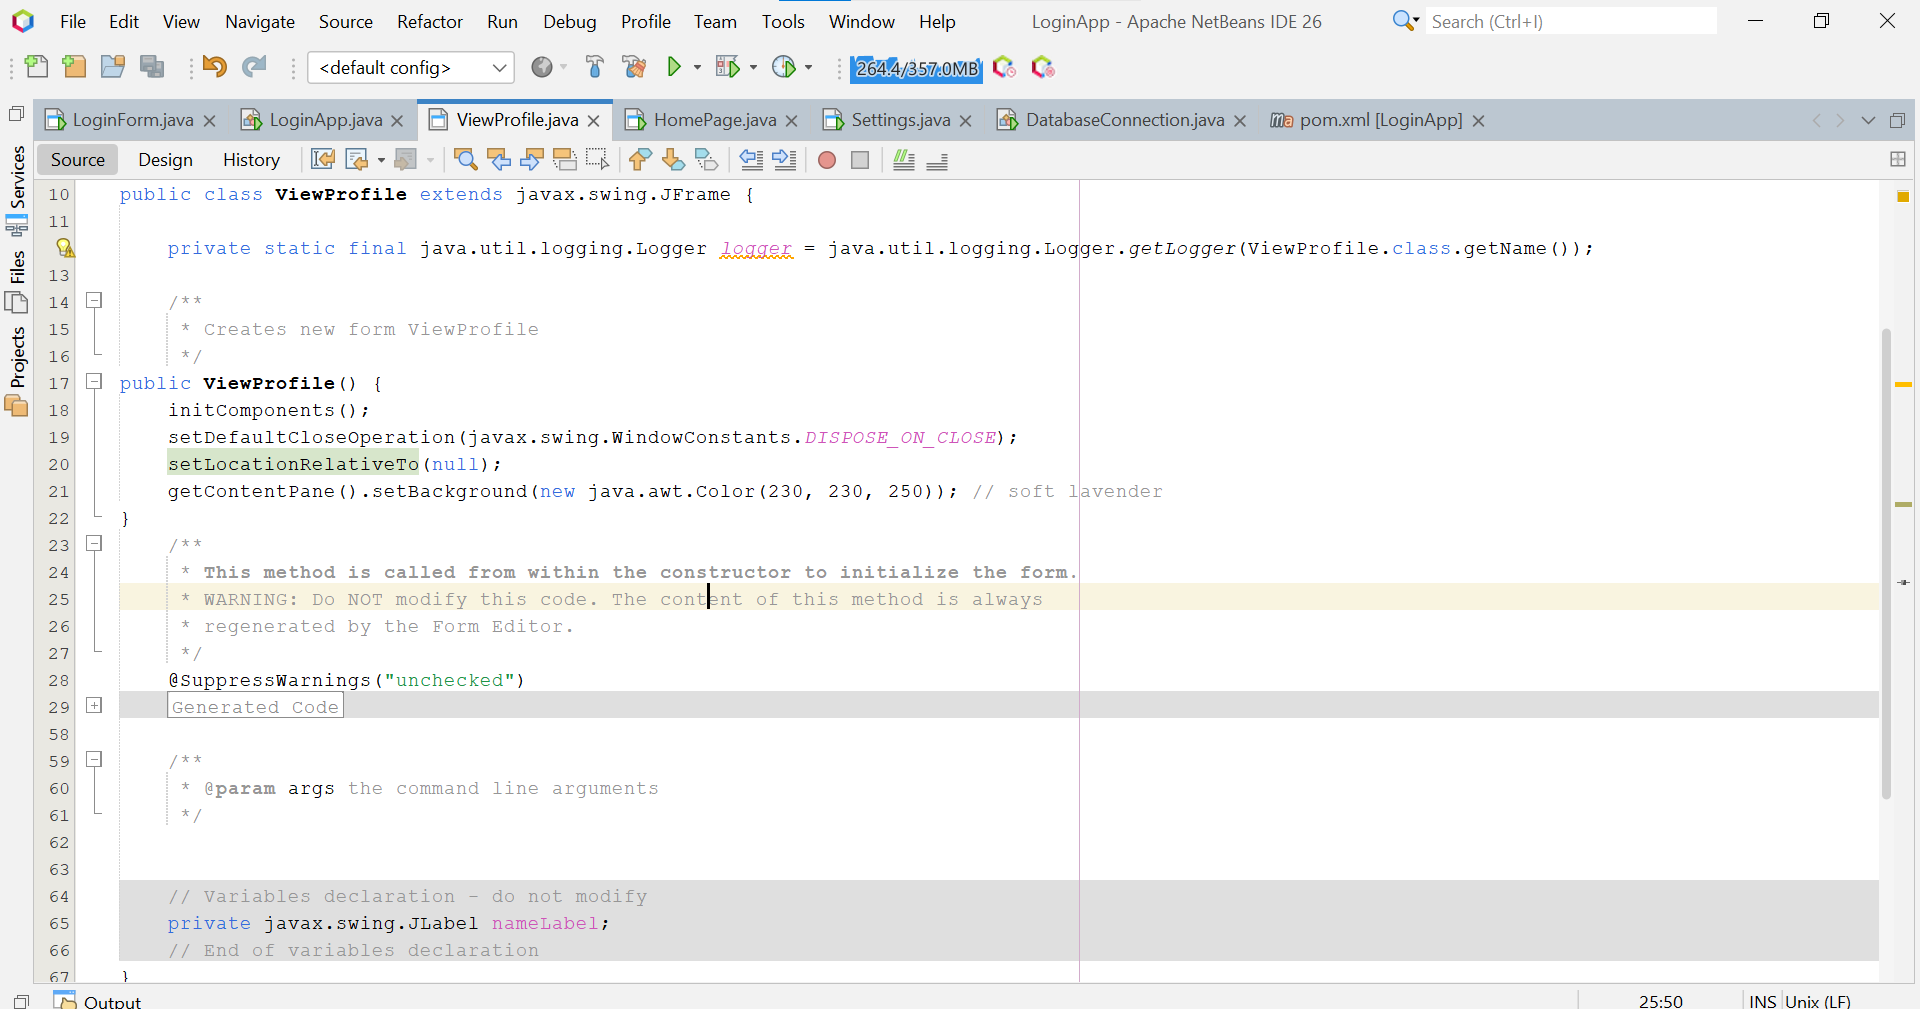 File Edit View Navigate Source Refactor Run Debug Profile Team Tools Window Help LoginApp - Apache NetBeans IDE 26 Search (Ctrl+I)
<default config> 264.4/357.0MB
LoginForm.java LoginApp.java ViewProfile.java HomePage.java Settings.java DatabaseConnection.java pom.xml [LoginApp]
Source Design History
Services
Files
Projects
10 public class ViewProfile extends javax.swing.JFrame {
11
private static final java.util.logging.Logger logger = java.util.logging.Logger.getLogger(ViewProfile.class.getName());
13
14 /**
15 * Creates new form ViewProfile
16 */
17 public ViewProfile() {
18 initComponents();
19 setDefaultCloseOperation(javax.swing.WindowConstants.DISPOSE_ON_CLOSE);
20 setLocationRelativeTo(null);
21 getContentPane().setBackground(new java.awt.Color(230, 230, 250)); // soft lavender
22 }
23 /**
24 * This method is called from within the constructor to initialize the form.
25 * WARNING: Do NOT modify this code. The content of this method is always
26 * regenerated by the Form Editor.
27 */
28 @SuppressWarnings("unchecked")
29 Generated Code
58
59 /**
60 * @param args the command line arguments
61 */
62
63
64 // Variables declaration - do not modify
65 private javax.swing.JLabel nameLabel;
66 // End of variables declaration
67 }
Output 25:50 INS Unix (LF)